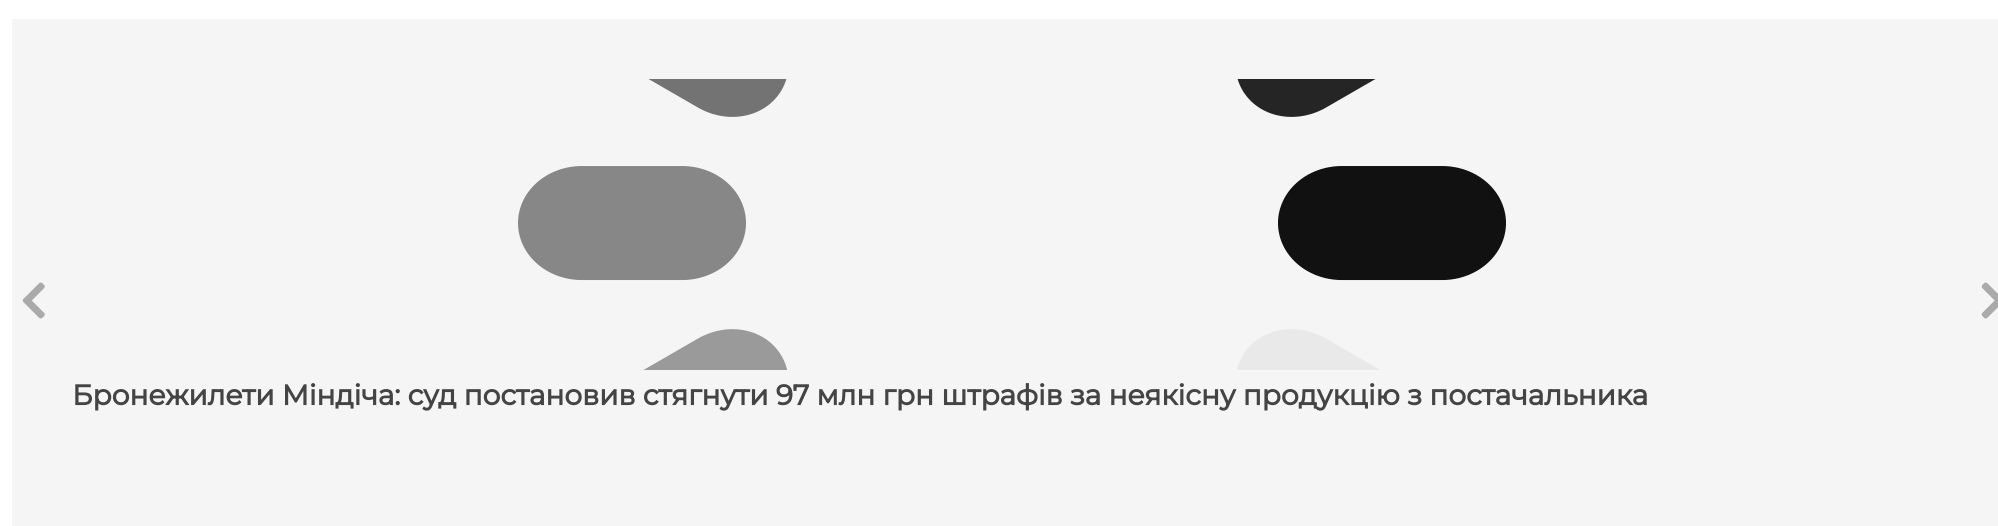 Бронежилети Міндіча: суд постановив стягнути 97 млн грн штрафів за неякісну продукцію з постачальника